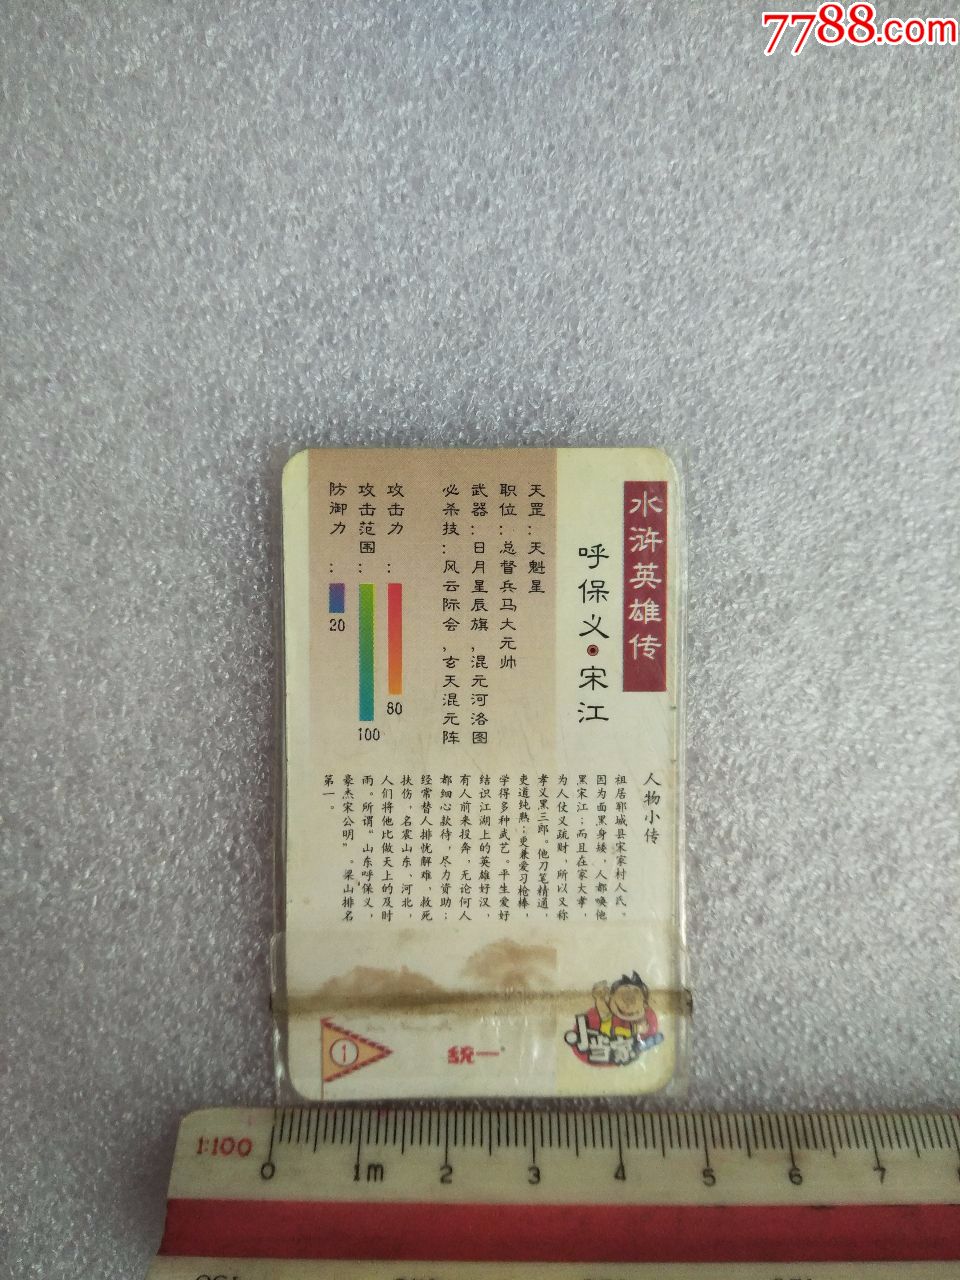 7788.com
水浒英雄传
呼保义·宋江
天罡：天魁星
职位：总督兵马大元帅
武器：日月星辰旗，混元河洛图
必杀技：风云际会，玄天混元阵
攻击力：80
攻击范围：100
防御力：20
人物小传
祖居郓城县宋家村人氏。
因为面黑身矮，人都唤他
黑宋江；而且在家大孝，
为人仗义疏财，所以又称
孝义黑三郎。他刀笔精通，
吏道纯熟；更兼爱习枪棒，
学得多种武艺。平生爱好
结识江湖上的英雄好汉，
有人前来投奔，无论何人
都细心款待，尽力资助；
经常替人排忧解难，救死
扶伤，名震山东、河北，
人们将他比做天上的及时
雨。所谓“山东呼保义，
豪杰宋公明”。梁山排名
第一。
1
统一
小当家
1:100
0 1m 2 3 4 5 6 7